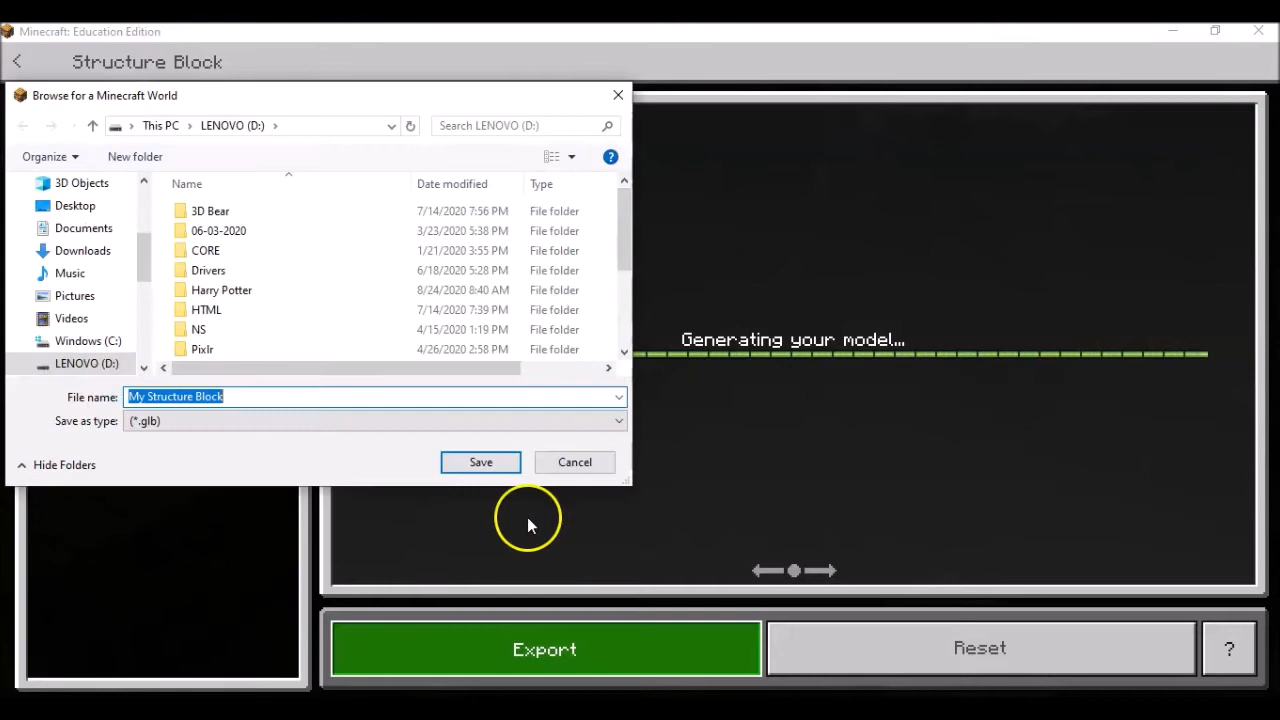 Minecraft: Education Edition
Structure Block
Browse for a Minecraft World
This PC > LENOVO (D:) >
Search LENOVO (D:)
Organize
New folder
?
Name Date modified Type
3D Objects
Desktop
Documents
Downloads
Music
Pictures
Videos
Windows (C:)
LENOVO (D:)
3D Bear 7/14/2020 7:56 PM File folder
06-03-2020 3/23/2020 5:38 PM File folder
CORE 1/21/2020 3:55 PM File folder
Drivers 6/18/2020 5:28 PM File folder
Harry Potter 8/24/2020 8:40 AM File folder
HTML 7/14/2020 7:39 PM File folder
NS 4/15/2020 1:19 PM File folder
Pixlr 4/26/2020 2:58 PM File folder
File name: My Structure Block
Save as type: (*.glb)
Hide Folders
Save
Cancel
Generating your model...
Export
Reset
?